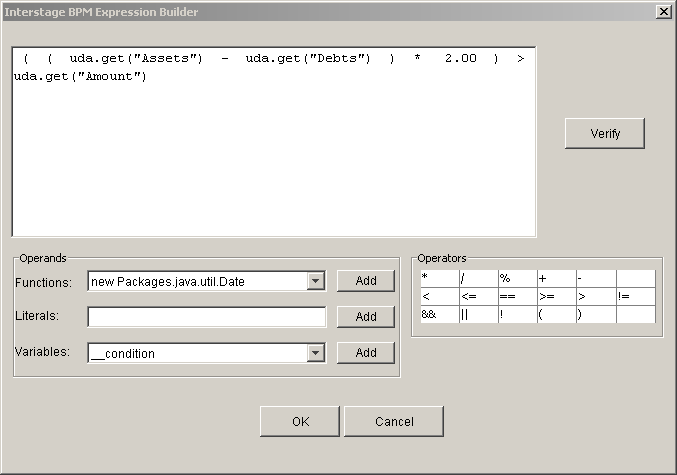 Interstage BPM Expression Builder
( ( uda.get("Assets") - uda.get("Debts") ) * 2.00 ) >
uda.get("Amount")
Verify
Operands
Functions: new Packages.java.util.Date Add
Literals: Add
Variables: __condition Add
Operators
* / % + -
< <= == >= > !=
&& || ! ( )
OK Cancel